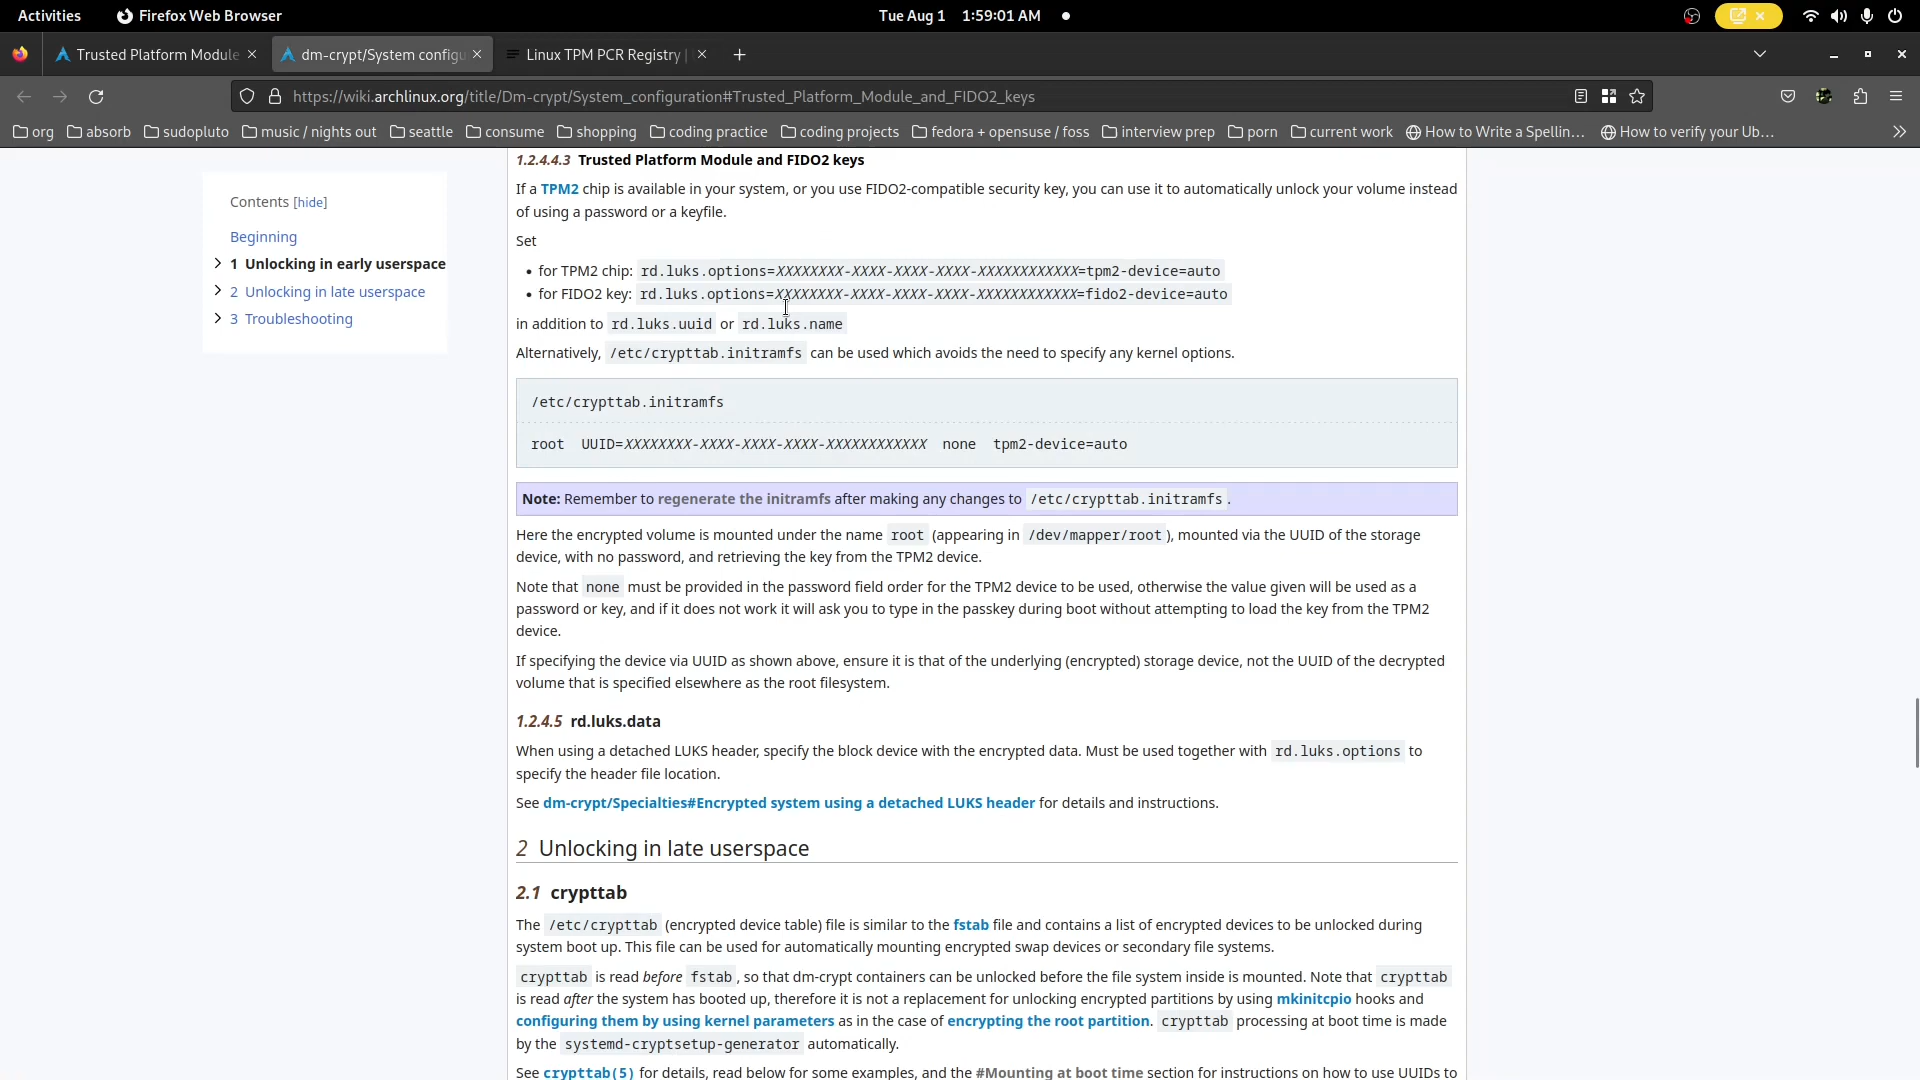 Activities
Firefox Web Browser
Tue Aug 1 1:59:01 AM
Trusted Platform Module
dm-crypt/System configu
Linux TPM PCR Registry |
https://wiki.archlinux.org/title/Dm-crypt/System_configuration#Trusted_Platform_Module_and_FIDO2_keys
org absorb sudopluto music / nights out seattle consume shopping coding practice coding projects fedora + opensuse / foss interview prep porn current work How to Write a Spellin... How to verify your Ub...
Contents [hide]
Beginning
1 Unlocking in early userspace
2 Unlocking in late userspace
3 Troubleshooting
1.2.4.4.3 Trusted Platform Module and FIDO2 keys
If a TPM2 chip is available in your system, or you use FIDO2-compatible security key, you can use it to automatically unlock your volume instead
of using a password or a keyfile.
Set
• for TPM2 chip: rd.luks.options=XXXXXXXX-XXXX-XXXX-XXXX-XXXXXXXXXXXX=tpm2-device=auto
• for FIDO2 key: rd.luks.options=XXXXXXXX-XXXX-XXXX-XXXX-XXXXXXXXXXXX=fido2-device=auto
in addition to rd.luks.uuid or rd.luks.name
Alternatively, /etc/crypttab.initramfs can be used which avoids the need to specify any kernel options.
/etc/crypttab.initramfs
root UUID=XXXXXXXX-XXXX-XXXX-XXXX-XXXXXXXXXXXX none tpm2-device=auto
Note: Remember to regenerate the initramfs after making any changes to /etc/crypttab.initramfs.
Here the encrypted volume is mounted under the name root (appearing in /dev/mapper/root), mounted via the UUID of the storage
device, with no password, and retrieving the key from the TPM2 device.
Note that none must be provided in the password field order for the TPM2 device to be used, otherwise the value given will be used as a
password or key, and if it does not work it will ask you to type in the passkey during boot without attempting to load the key from the TPM2
device.
If specifying the device via UUID as shown above, ensure it is that of the underlying (encrypted) storage device, not the UUID of the decrypted
volume that is specified elsewhere as the root filesystem.
1.2.4.5 rd.luks.data
When using a detached LUKS header, specify the block device with the encrypted data. Must be used together with rd.luks.options to
specify the header file location.
See dm-crypt/Specialties#Encrypted system using a detached LUKS header for details and instructions.
2 Unlocking in late userspace
2.1 crypttab
The /etc/crypttab (encrypted device table) file is similar to the fstab file and contains a list of encrypted devices to be unlocked during
system boot up. This file can be used for automatically mounting encrypted swap devices or secondary file systems.
crypttab is read before fstab, so that dm-crypt containers can be unlocked before the file system inside is mounted. Note that crypttab
is read after the system has booted up, therefore it is not a replacement for unlocking encrypted partitions by using mkinitcpio hooks and
configuring them by using kernel parameters as in the case of encrypting the root partition. crypttab processing at boot time is made
by the systemd-cryptsetup-generator automatically.
See crypttab(5) for details, read below for some examples, and the #Mounting at boot time section for instructions on how to use UUIDs to